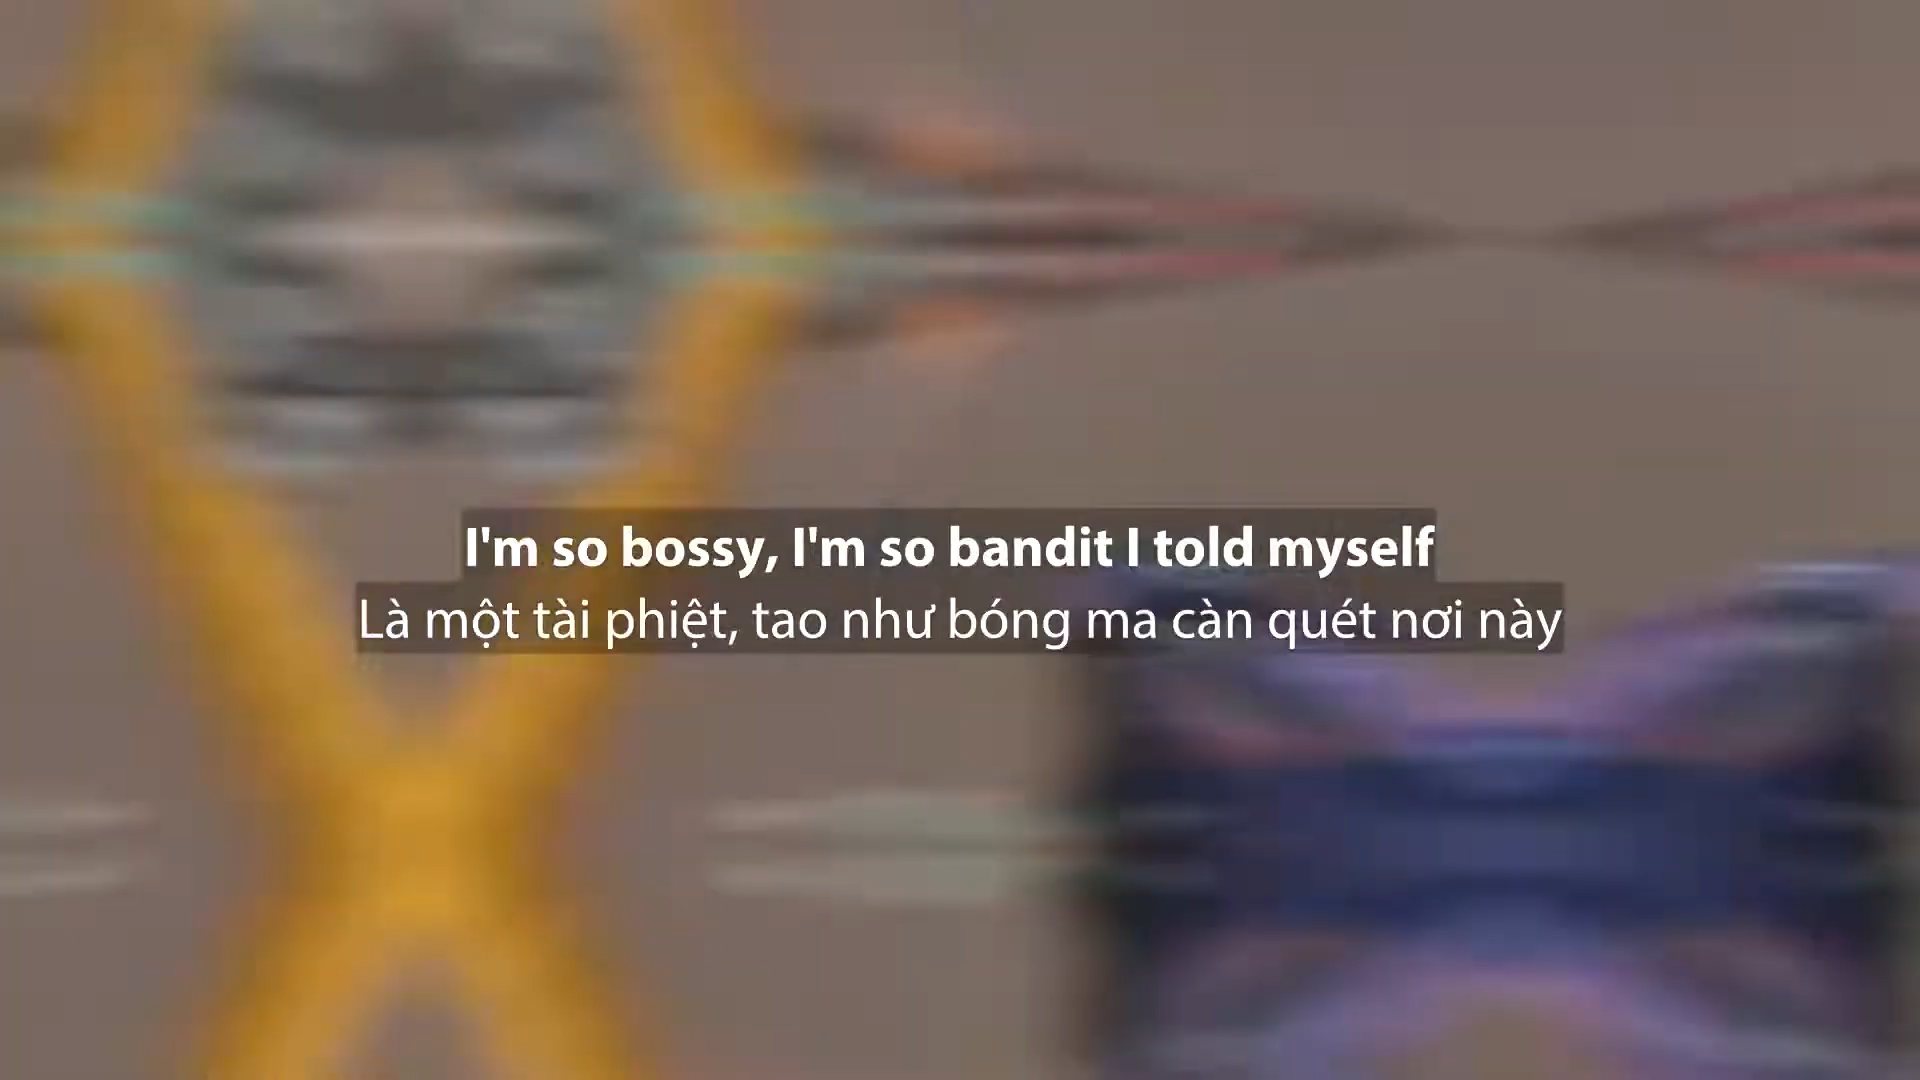 I'm so bossy, I'm so bandit I told myself
Là một tài phiệt, tao như bóng ma càn quét nơi này